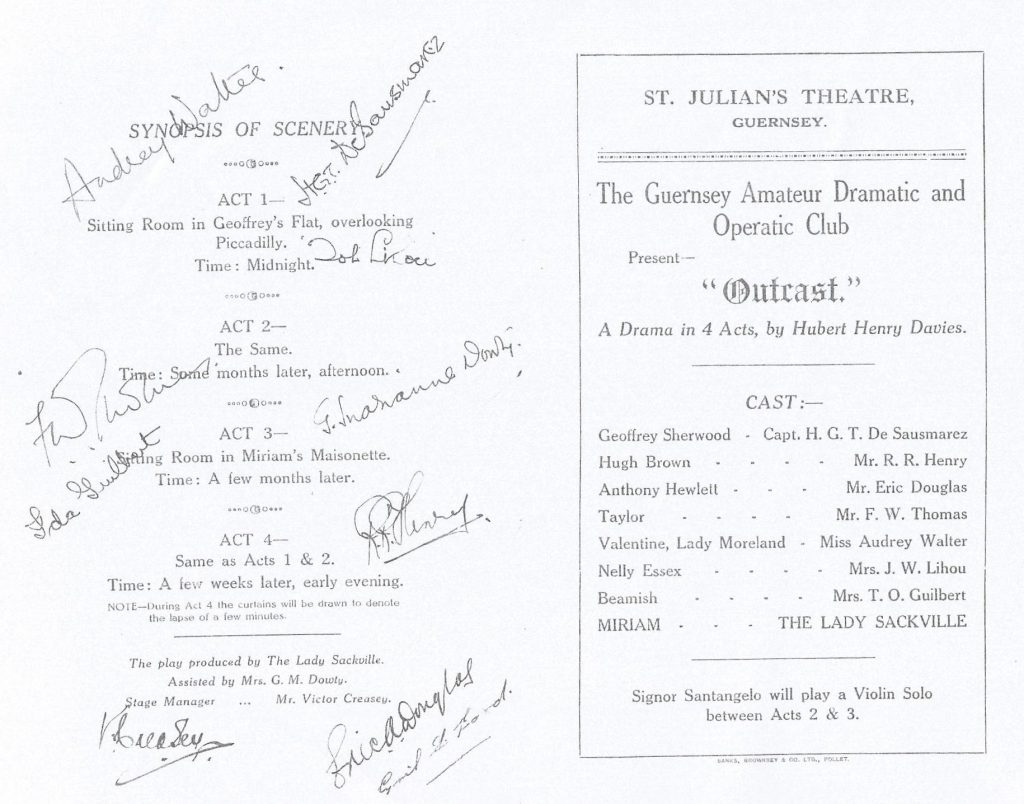 Audrey Walter.
H.G.T. De Sausmarez
SYNOPSIS OF SCENERY
ACT 1—
Sitting Room in Geoffrey's Flat, overlooking
Piccadilly.
Lihou
Time: Midnight.
ACT 2—
The Same.
Time: Some months later, afternoon.
G. Marianne Dowty.
ACT 3—
Sitting Room in Miriam's Maisonette.
Time: A few months later.
Ida Guilbert
R.R. Henry.
ACT 4—
Same as Acts 1 & 2.
Time: A few weeks later, early evening.
NOTE—During Act 4 the curtains will be drawn to denote
the lapse of a few minutes.
The play produced by The Lady Sackville.
Assisted by Mrs. G. M. Dowty.
Stage Manager ... Mr. Victor Creasey.
V Creasey
Eric A Douglas
ST. JULIAN'S THEATRE,
GUERNSEY.
The Guernsey Amateur Dramatic and
Operatic Club
Present—
"Outcast."
A Drama in 4 Acts, by Hubert Henry Davies.
CAST:—
Geoffrey Sherwood - Capt. H. G. T. De Sausmarez
Hugh Brown - - - - Mr. R. R. Henry
Anthony Hewlett - - - Mr. Eric Douglas
Taylor - - - - Mr. F. W. Thomas
Valentine, Lady Moreland - Miss Audrey Walter
Nelly Essex - - - - Mrs. J. W. Lihou
Beamish - - - - Mrs. T. O. Guilbert
MIRIAM - - - THE LADY SACKVILLE
Signor Santangelo will play a Violin Solo
between Acts 2 & 3.
BANKS, BROWNSEY & CO. LTD., POLLET.